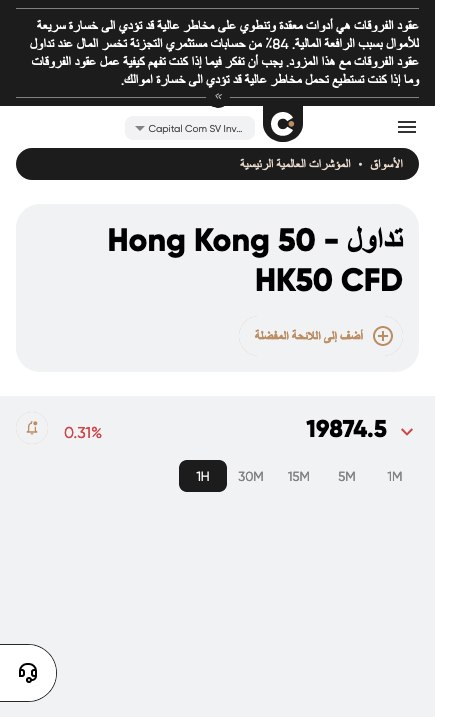 عقود الفروقات هي أدوات معقدة وتنطوي على مخاطر عالية قد تؤدي الى خسارة سريعة
للأموال بسبب الرافعة المالية. 84٪ من حسابات مستثمري التجزئة تخسر المال عند تداول
عقود الفروقات مع هذا المزود. يجب أن تفكر فيما إذا كنت تفهم كيفية عمل عقود الفروقات
وما إذا كنت تستطيع تحمل مخاطر عالية قد تؤدي الى خسارة اموالك.
Capital Com SV Inv...
الأسواق • المؤشرات العالمية الرئيسية
تداول Hong Kong 50 -
HK50 CFD
أضف إلى اللائحة المفضلة
19874.5
0.31%
1M 5M 15M 30M 1H